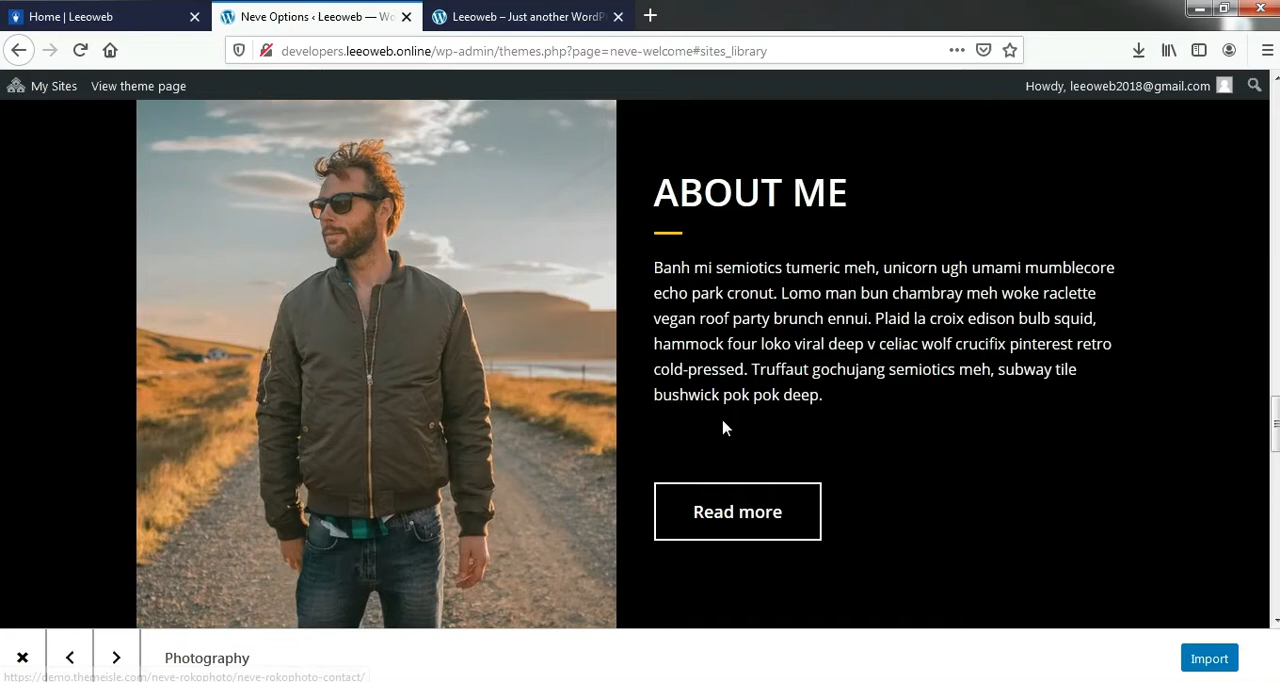 Home | Leeoweb
Neve Options ‹ Leeoweb — Wo
Leeoweb – Just another WordPr
developers.leeoweb.online/wp-admin/themes.php?page=neve-welcome#sites_library
My Sites
View theme page
Howdy, leeoweb2018@gmail.com
ABOUT ME
Banh mi semiotics tumeric meh, unicorn ugh umami mumblecore
echo park cronut. Lomo man bun chambray meh woke raclette
vegan roof party brunch ennui. Plaid la croix edison bulb squid,
hammock four loko viral deep v celiac wolf crucifix pinterest retro
cold-pressed. Truffaut gochujang semiotics meh, subway tile
bushwick pok pok deep.
Read more
Photography
Import
https://demo.themeisle.com/neve-rokophoto/neve-rokophoto-contact/